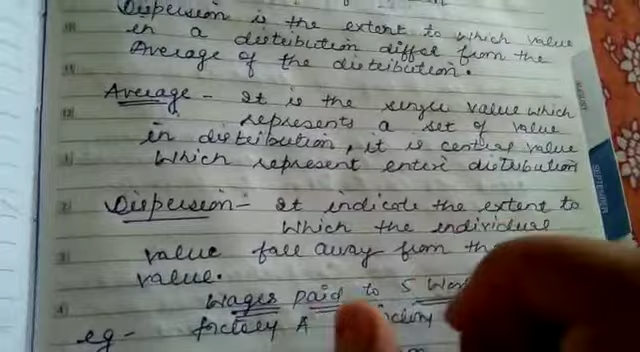 Dispersion is the extent to which value
in a distribution differ from the
Average of the distribution.
Average - It is the single value which
represents a set of value
in distribution, it is central value
which represent entire distribution
Dispersion - It indicate the extent to
which the individual
value fall away from
value.
Wages paid to 5
eg - factory A
SEPTEMBER